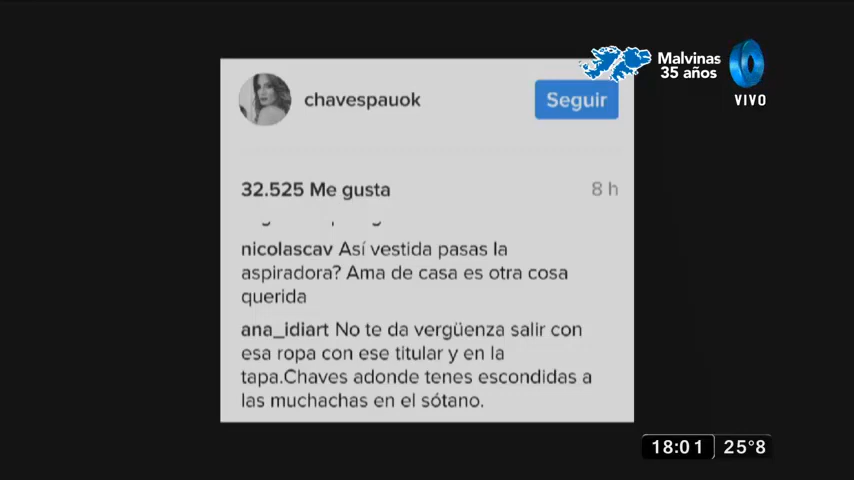 Malvinas
35 años
VIVO
chavespauok
Seguir
32.525 Me gusta
8 h
nicolascav Así vestida pasas la
aspiradora? Ama de casa es otra cosa
querida
ana_idiart No te da vergüenza salir con
esa ropa con ese titular y en la
tapa.Chaves adonde tenes escondidas a
las muchachas en el sótano.
18:01 25°8